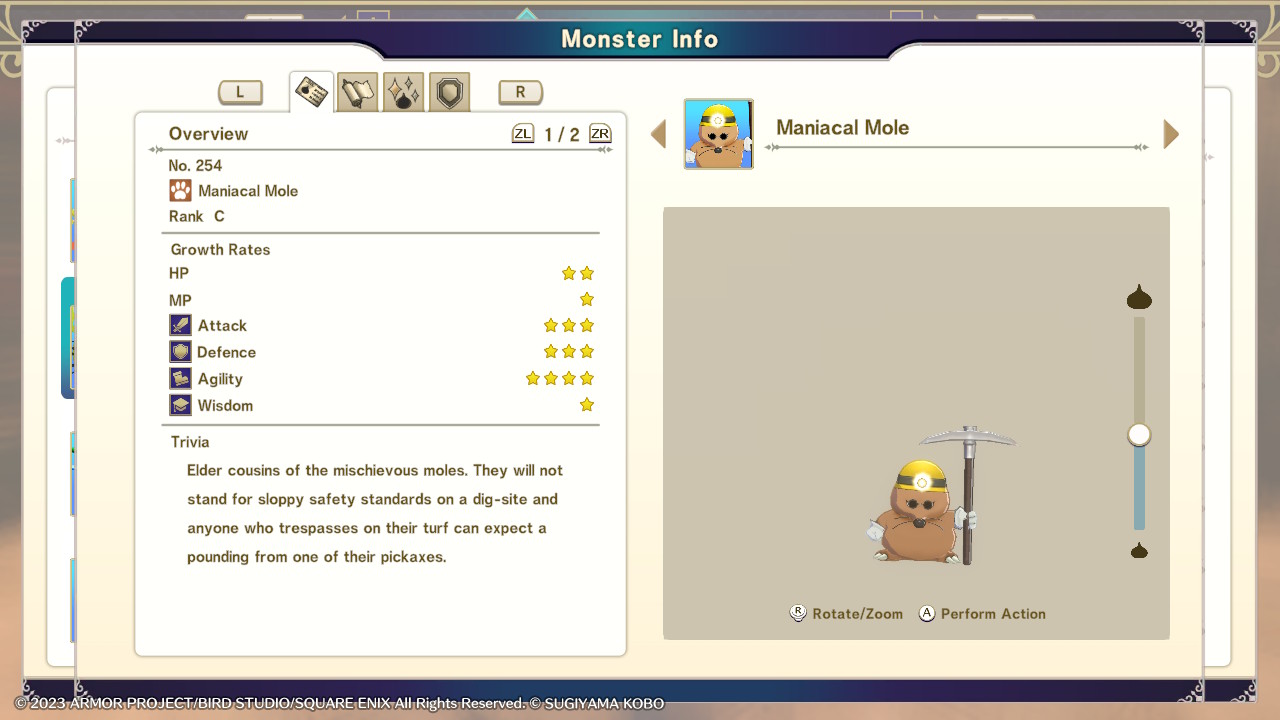 Monster Info
L
R
Overview
ZL 1 / 2 ZR
No. 254
Maniacal Mole
Rank C
Growth Rates
HP
MP
Attack
Defence
Agility
Wisdom
Trivia
Elder cousins of the mischievous moles. They will not
stand for sloppy safety standards on a dig-site and
anyone who trespasses on their turf can expect a
pounding from one of their pickaxes.
Maniacal Mole
R Rotate/Zoom A Perform Action
© 2023 ARMOR PROJECT/BIRD STUDIO/SQUARE ENIX All Rights Reserved. © SUGIYAMA KOBO